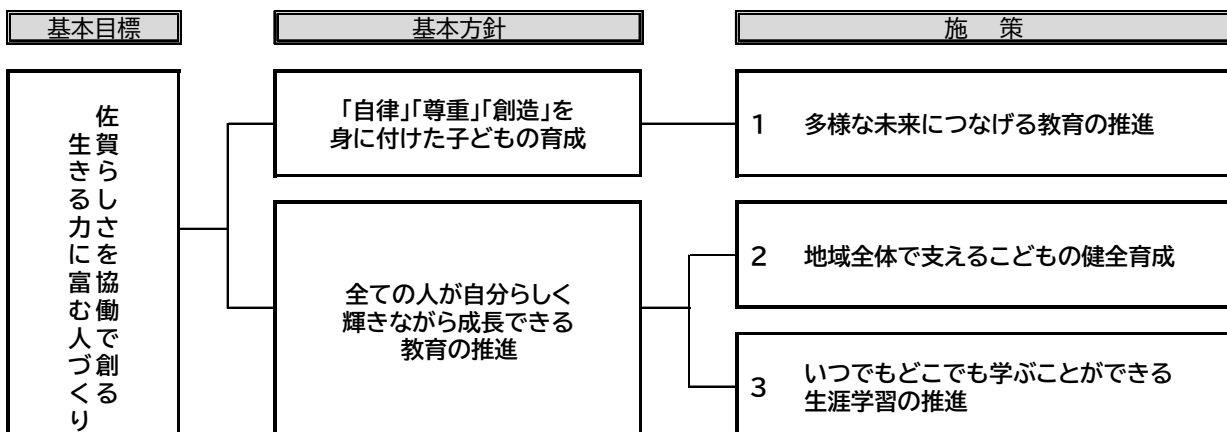 基本目標
基本方針
施　策
佐賀らしさを協働で創る
生きる力に富む人づくり
「自律」「尊重」「創造」を
身に付けた子どもの育成
1 多様な未来につなげる教育の推進
全ての人が自分らしく
輝きながら成長できる
教育の推進
2 地域全体で支えるこどもの健全育成
3 いつでもどこでも学ぶことができる
生涯学習の推進